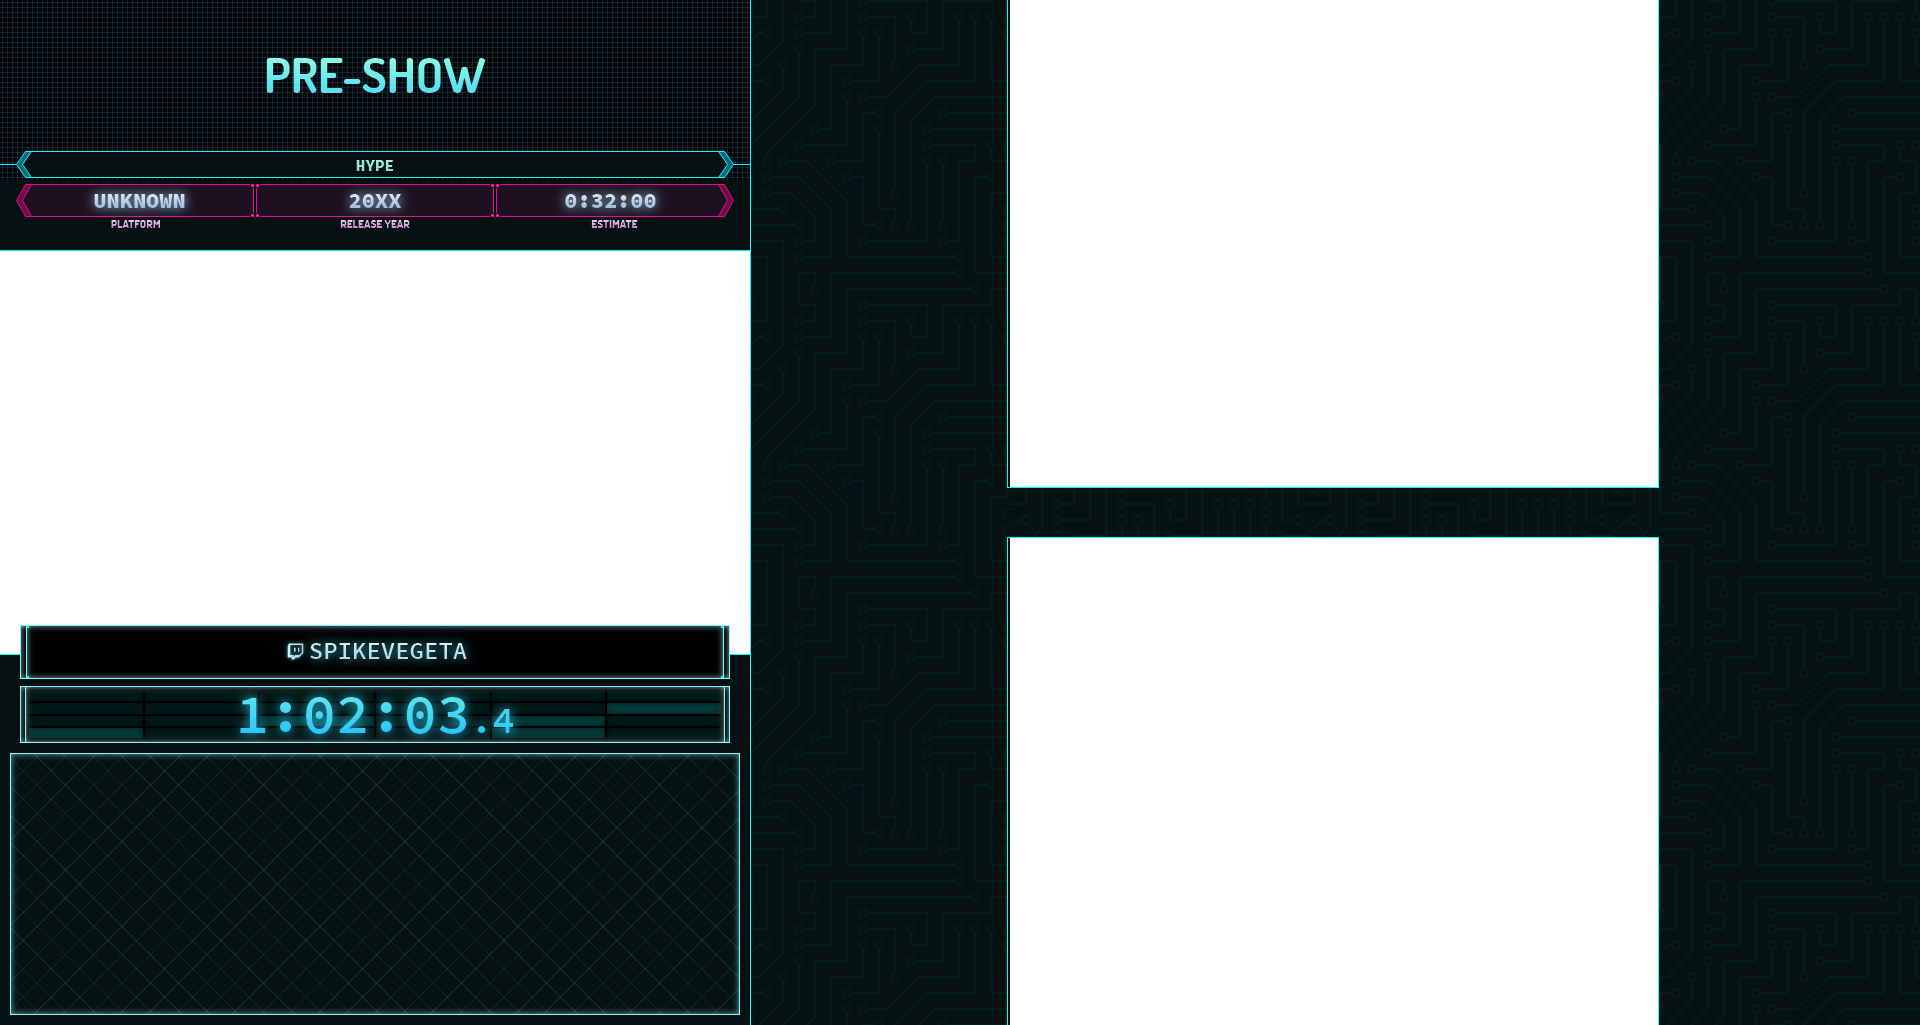 PRE-SHOW
HYPE
UNKNOWN 20XX 0:32:00
PLATFORM RELEASE YEAR ESTIMATE
SPIKEVEGETA
1:02:03.4